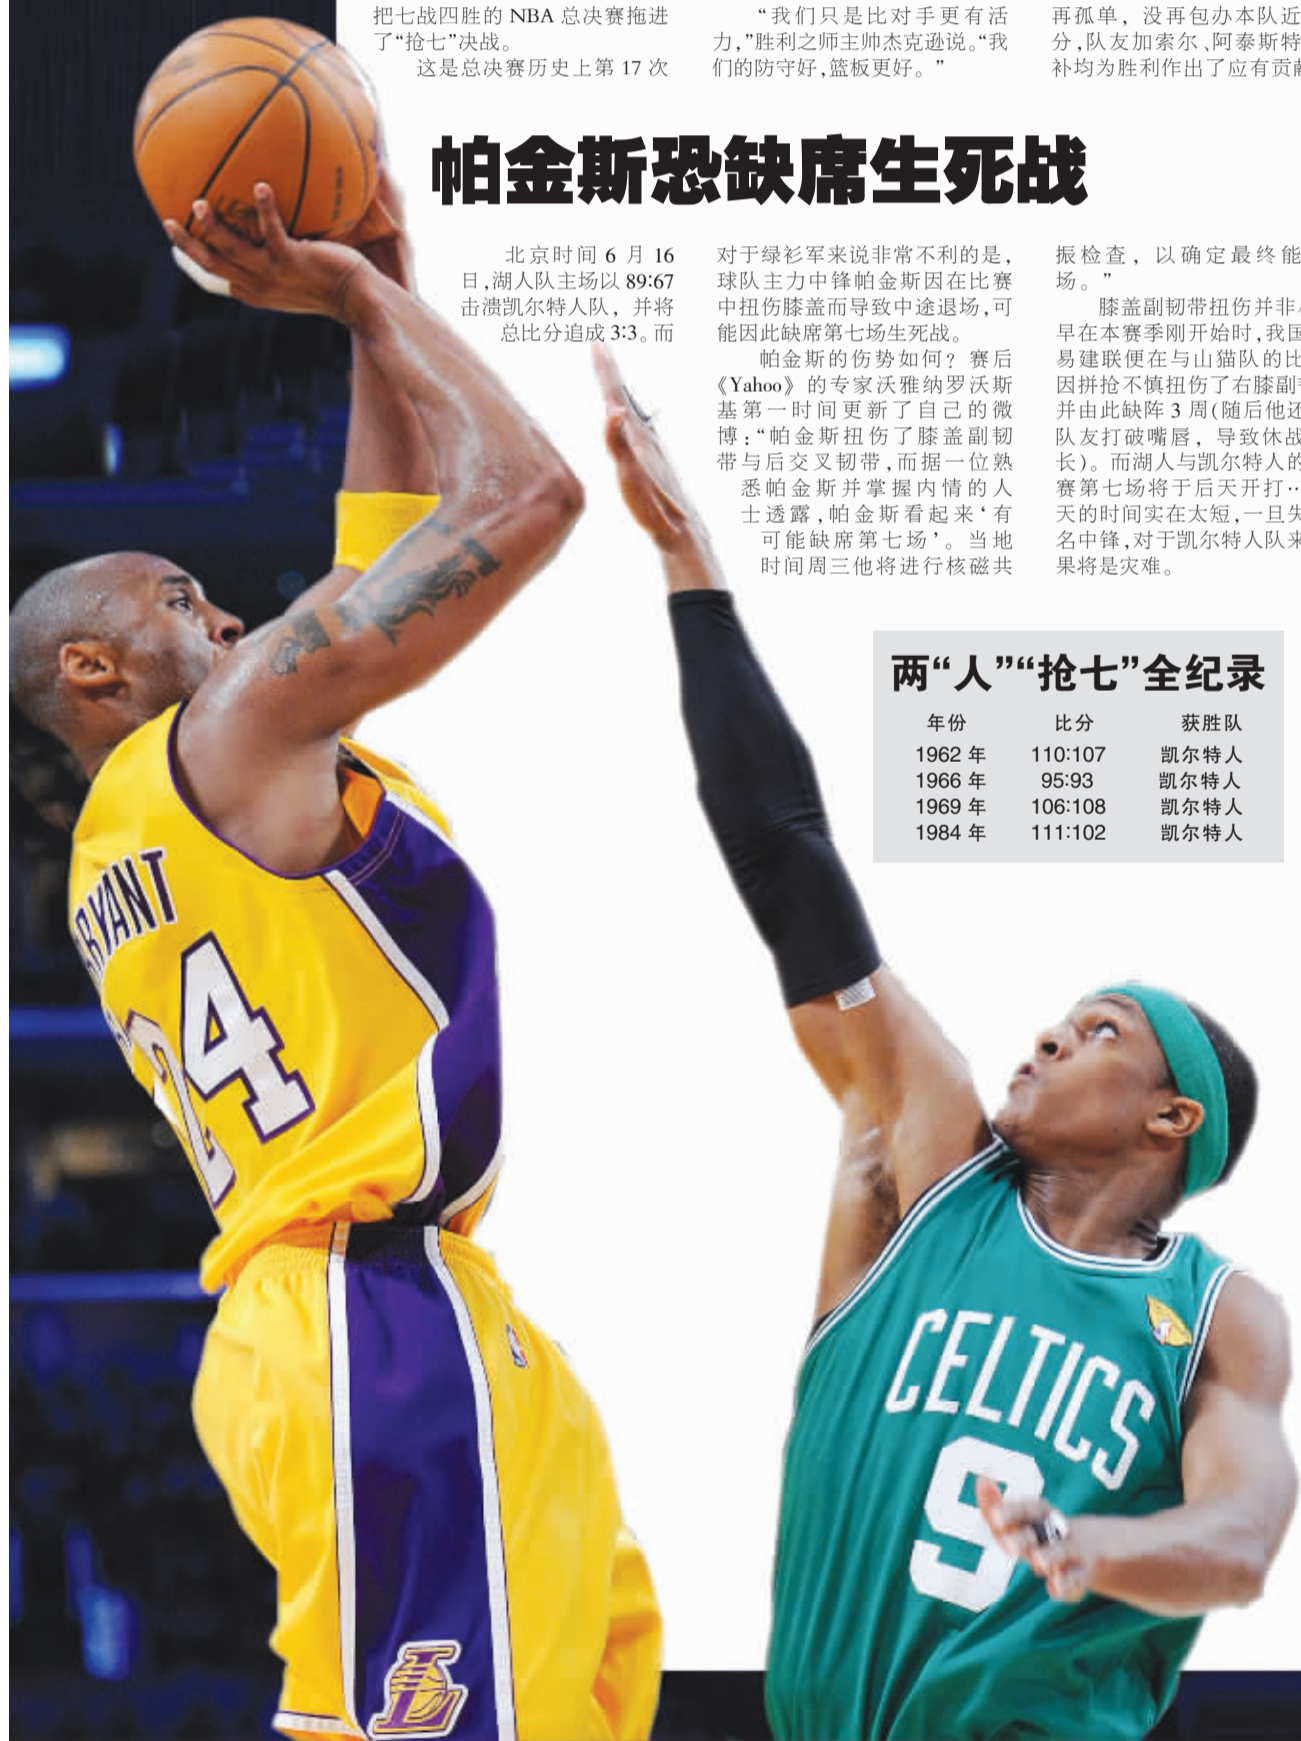 把七战四胜的 NBA 总决赛拖进
了“抢七”决战。
这是总决赛历史上第 17 次
“我们只是比对手更有活
力，”胜利之师主帅杰克逊说。“我
们的防守好，篮板更好。”
再孤单，没再包办本队近
分，队友加索尔、阿泰斯特
补均为胜利作出了应有贡献
帕金斯恐缺席生死战
北京时间 6 月 16
日，湖人队主场以 89:67
击溃凯尔特人队，并将
总比分追成 3:3。而
对于绿衫军来说非常不利的是，
球队主力中锋帕金斯因在比赛
中扭伤膝盖而导致中途退场，可
能因此缺席第七场生死战。
帕金斯的伤势如何？赛后
《Yahoo》的专家沃雅纳罗沃斯
基第一时间更新了自己的微
博：“帕金斯扭伤了膝盖副韧
带与后交叉韧带，而据一位熟
悉帕金斯并掌握内情的人
士透露，帕金斯看起来‘有
可能缺席第七场’。当地
时间周三他将进行核磁共
振检查，以确定最终能
场。”
膝盖副韧带扭伤并非
早在本赛季刚开始时，我国
易建联便在与山猫队的比
因拼抢不慎扭伤了右膝副
并由此缺阵 3 周（随后他还
队友打破嘴唇，导致休战
长）。而湖人与凯尔特人的
赛第七场将于后天开打…
天的时间实在太短，一旦失
名中锋，对于凯尔特人队来
果将是灾难。
两“人”“抢七”全纪录
年份 比分 获胜队
1962 年 110:107 凯尔特人
1966 年 95:93 凯尔特人
1969 年 106:108 凯尔特人
1984 年 111:102 凯尔特人
RYANT
24
CELTICS
9
L